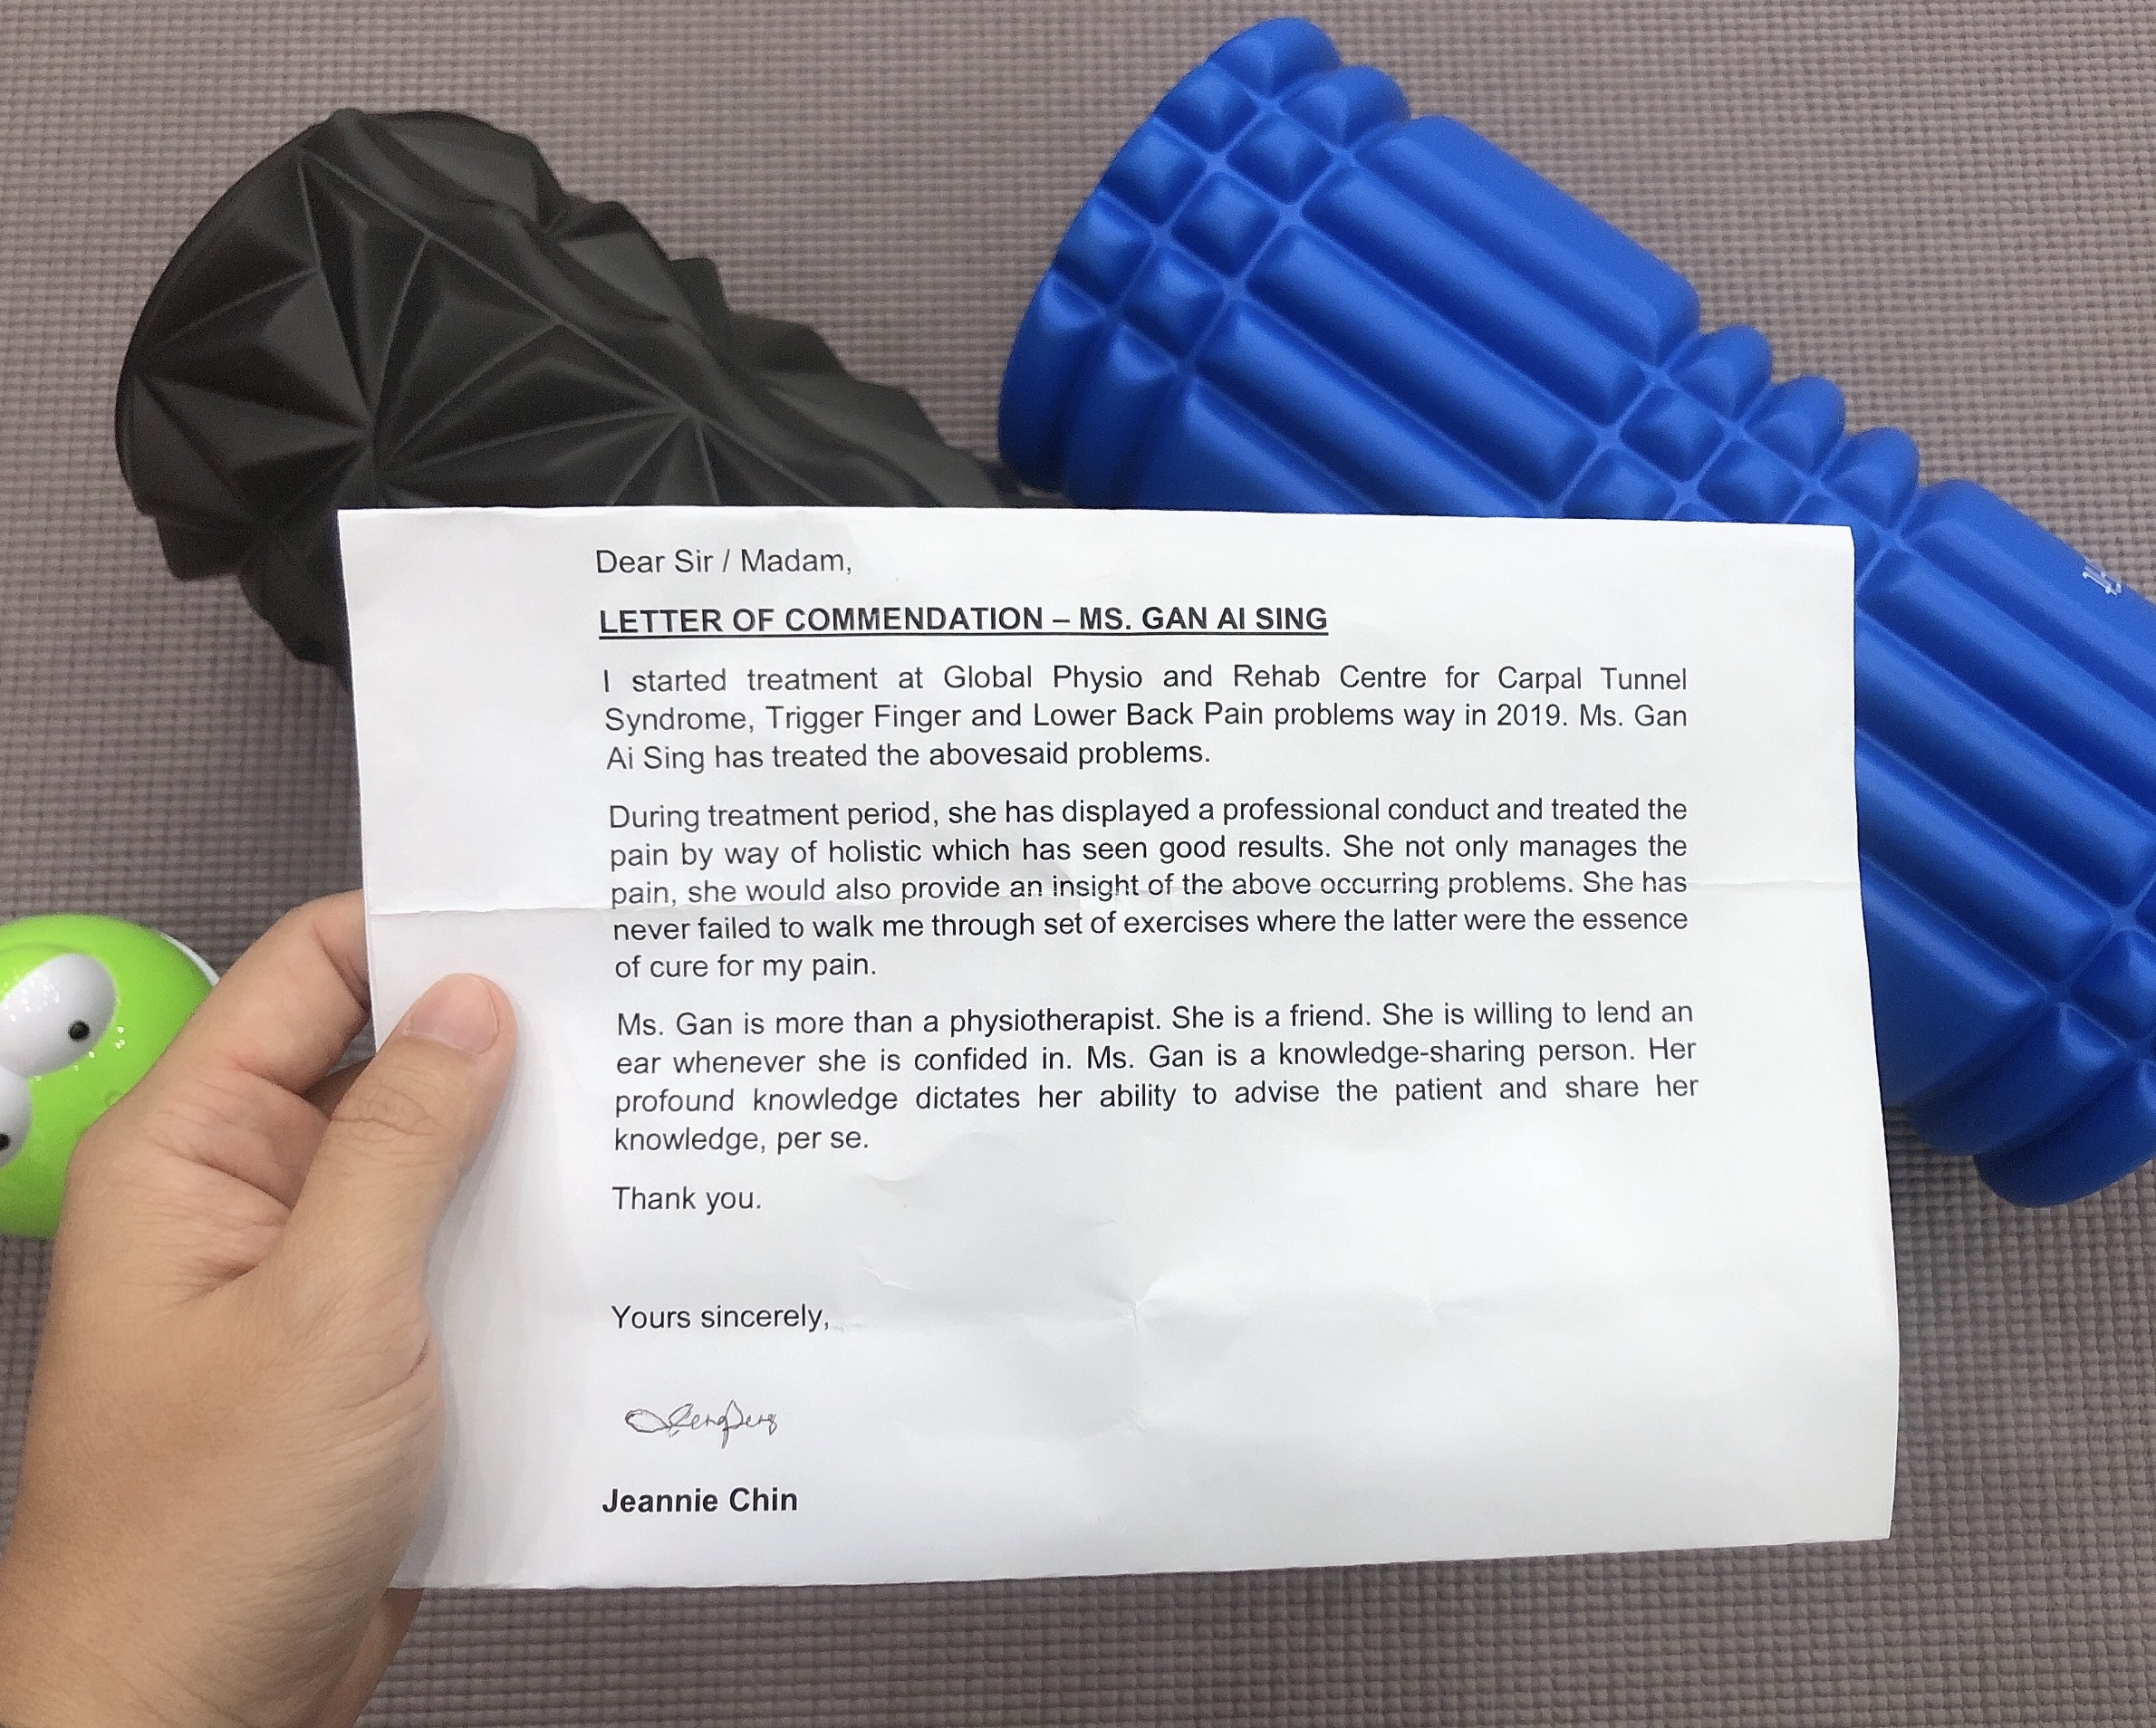 Dear Sir / Madam,
LETTER OF COMMENDATION – MS. GAN AI SING
I started treatment at Global Physio and Rehab Centre for Carpal Tunnel
Syndrome, Trigger Finger and Lower Back Pain problems way in 2019. Ms. Gan
Ai Sing has treated the abovesaid problems.
During treatment period, she has displayed a professional conduct and treated the
pain by way of holistic which has seen good results. She not only manages the
pain, she would also provide an insight of the above occurring problems. She has
never failed to walk me through set of exercises where the latter were the essence
of cure for my pain.
Ms. Gan is more than a physiotherapist. She is a friend. She is willing to lend an
ear whenever she is confided in. Ms. Gan is a knowledge-sharing person. Her
profound knowledge dictates her ability to advise the patient and share her
knowledge, per se.
Thank you.
Yours sincerely,
Jeannie Chin